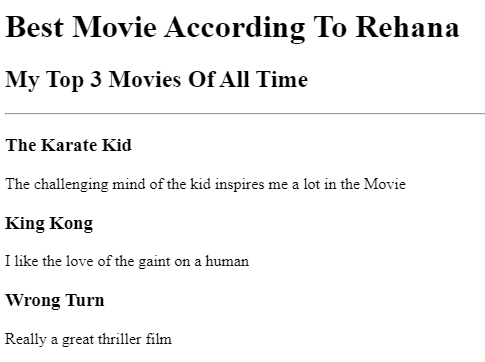 Best Movie According To Rehana
My Top 3 Movies Of All Time
The Karate Kid
The challenging mind of the kid inspires me a lot in the Movie
King Kong
I like the love of the gaint on a human
Wrong Turn
Really a great thriller film